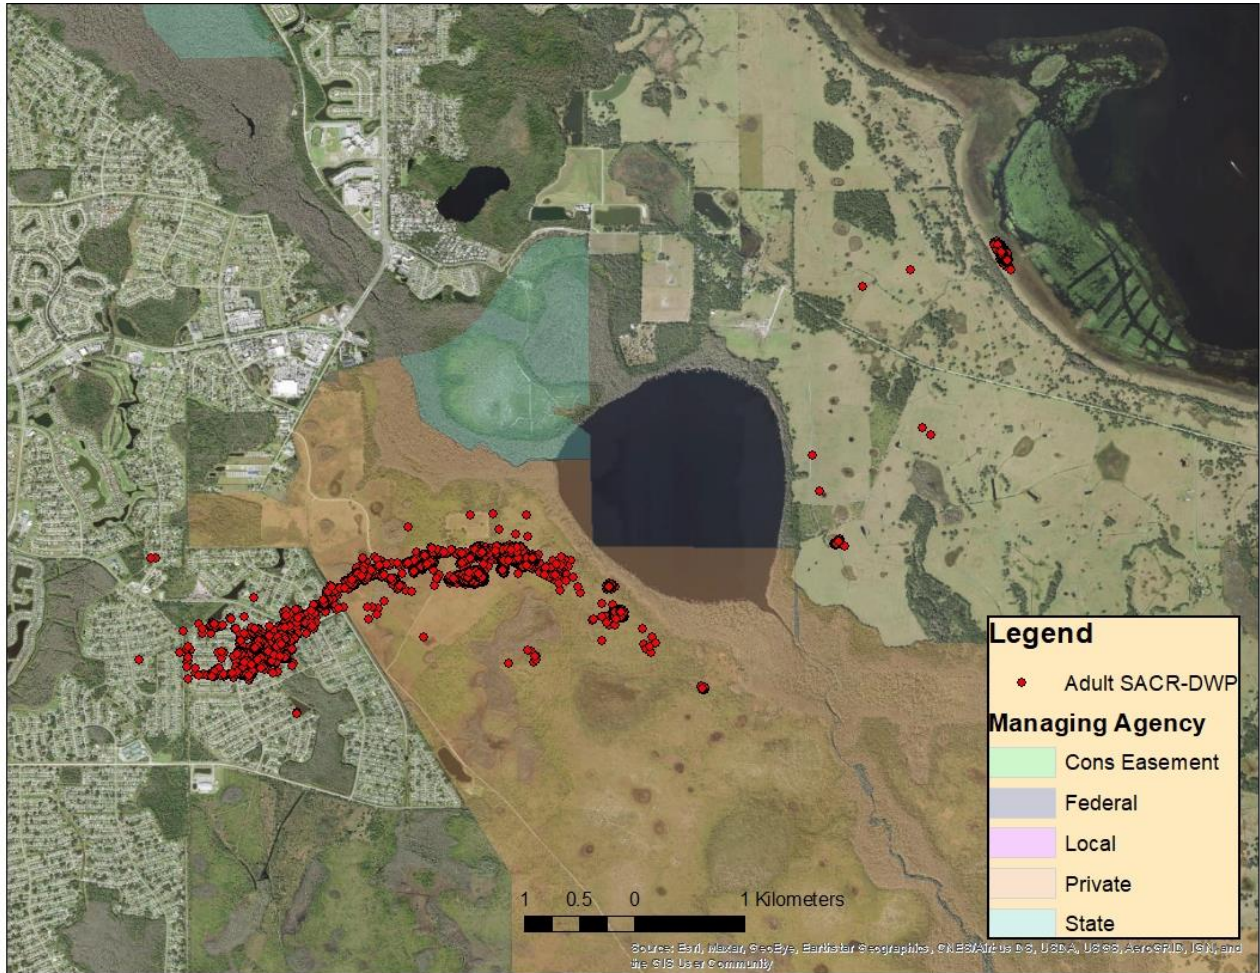 Legend
Adult SACR-DWP
Managing Agency
Cons Easement
Federal
Local
Private
State
1 0.5 0 1 Kilometers
Source: Esri, Maxar, GeoEye, Earthstar Geographics, CNES/Airbus DS, USDA, USGS, AeroGRID, IGN, and
the GIS User Community